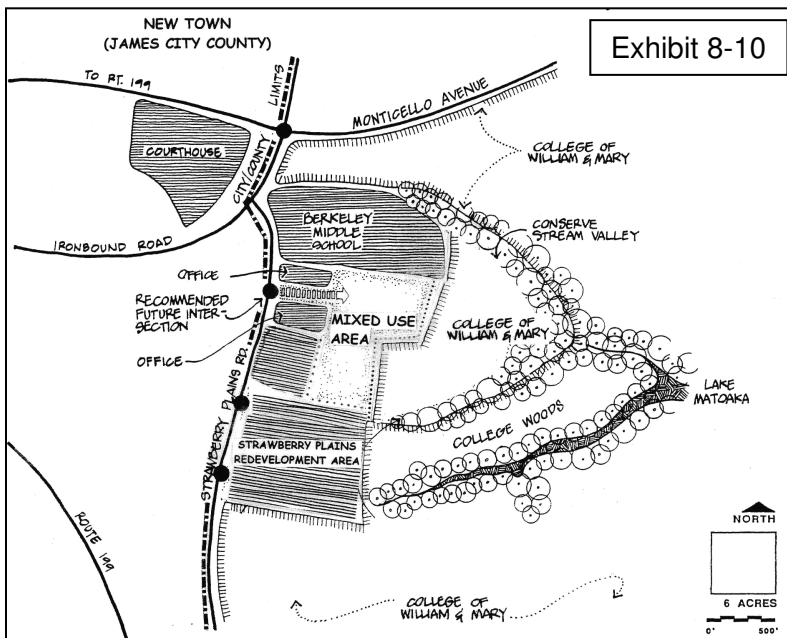 NEW TOWN
(JAMES CITY COUNTY)
Exhibit 8-10
TO RT. 199
LIMITS
MONTICELLO AVENUE
COURTHOUSE
CITY/COUNTY
COLLEGE OF
WILLIAM & MARY
BERKELEY
MIDDLE
SCHOOL
CONSERVE
STREAM VALLEY
IRONBOUND ROAD
OFFICE
RECOMMENDED
FUTURE INTER-
SECTION
MIXED USE
AREA
COLLEGE OF
WILLIAM & MARY
OFFICE
STRAWBERRY PLAINS RD.
LAKE
MATOAKA
COLLEGE WOODS
STRAWBERRY PLAINS
REDEVELOPMENT AREA
ROUTE 199
NORTH
6 ACRES
0' 500'
COLLEGE OF
WILLIAM & MARY